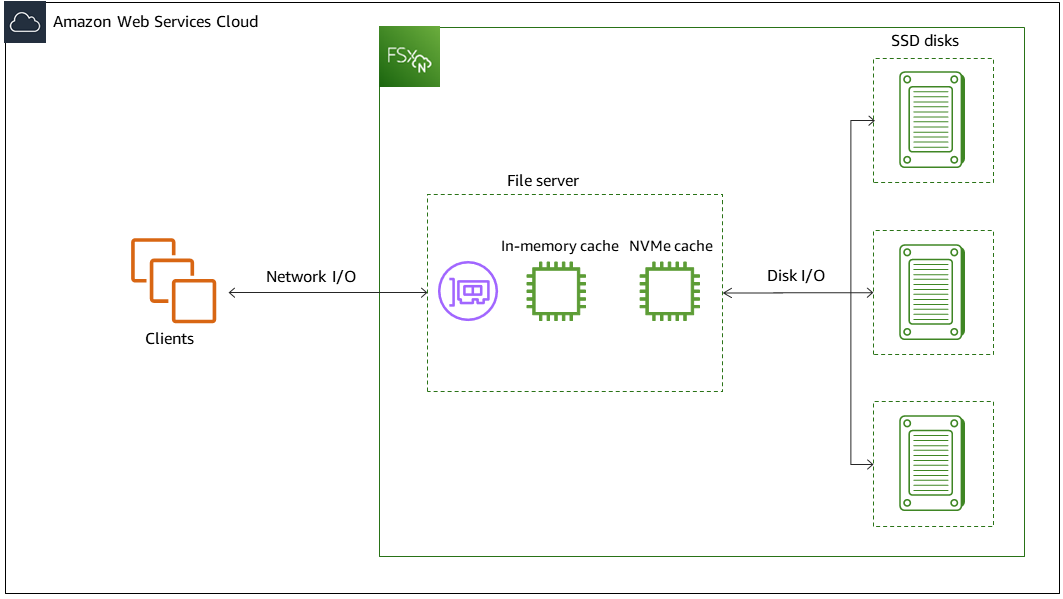 Amazon Web Services Cloud
FSx
N
SSD disks
File server
In-memory cache
NVMe cache
Network I/O
Disk I/O
Clients